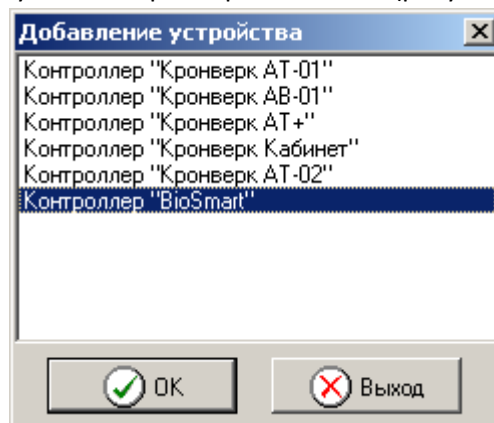 Добавление устройства
Контроллер "Кронверк АТ-01"
Контроллер "Кронверк АВ-01"
Контроллер "Кронверк АТ+"
Контроллер "Кронверк Кабинет"
Контроллер "Кронверк АТ-02"
Контроллер "BioSmart"
OK
Выход